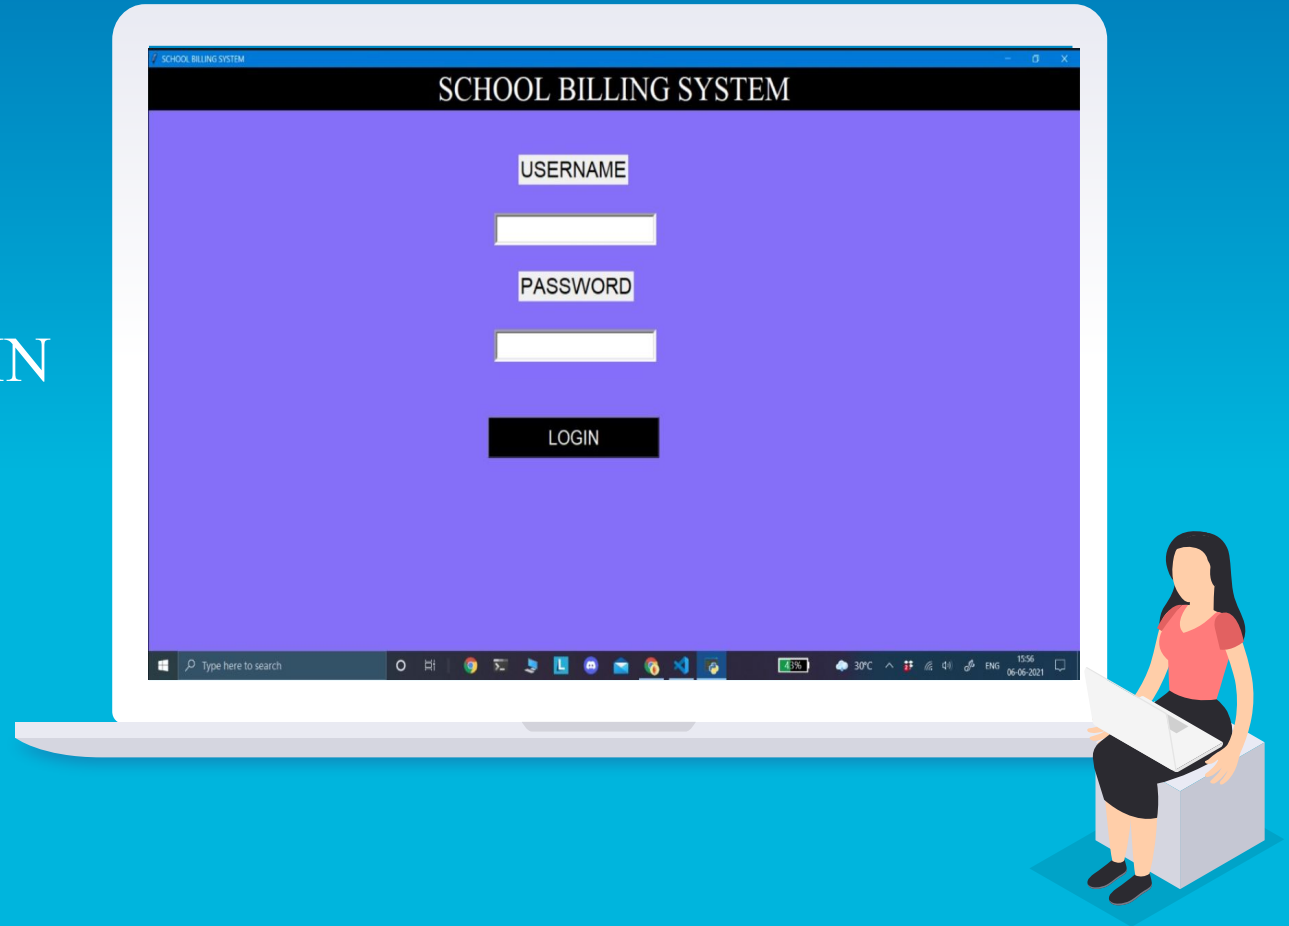 SCHOOL BILLING SYSTEM
SCHOOL BILLING SYSTEM
USERNAME
PASSWORD
IN
LOGIN
Type here to search
L
43%
30°C
ENG
15:56
06-06-2021